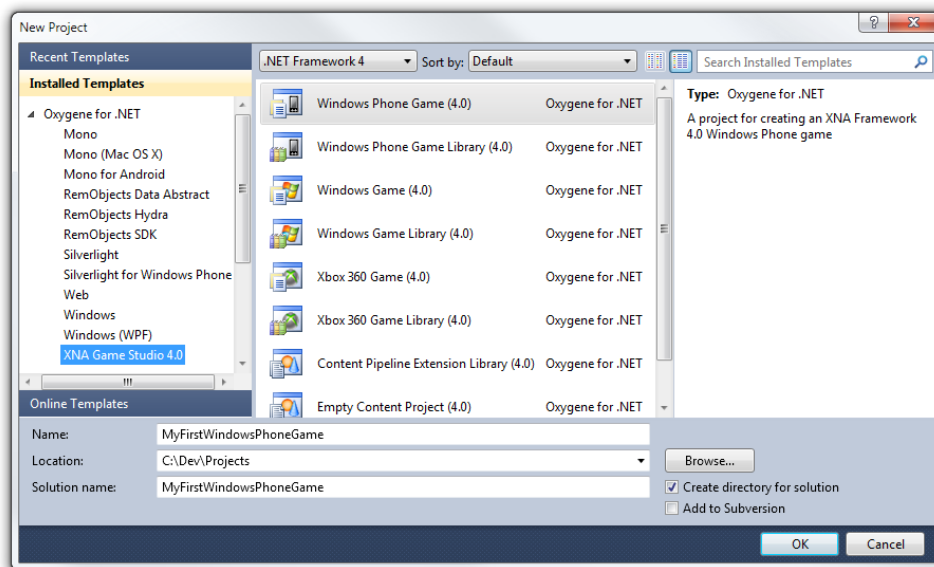 New Project
Recent Templates
Installed Templates
Oxygene for .NET
Mono
Mono (Mac OS X)
Mono for Android
RemObjects Data Abstract
RemObjects Hydra
RemObjects SDK
Silverlight
Silverlight for Windows Phone
Web
Windows
Windows (WPF)
XNA Game Studio 4.0
Online Templates
.NET Framework 4 Sort by: Default Search Installed Templates
Windows Phone Game (4.0) Oxygene for .NET
Windows Phone Game Library (4.0) Oxygene for .NET
Windows Game (4.0) Oxygene for .NET
Windows Game Library (4.0) Oxygene for .NET
Xbox 360 Game (4.0) Oxygene for .NET
Xbox 360 Game Library (4.0) Oxygene for .NET
Content Pipeline Extension Library (4.0) Oxygene for .NET
Empty Content Project (4.0) Oxygene for .NET
Type: Oxygene for .NET
A project for creating an XNA Framework
4.0 Windows Phone game
Name: MyFirstWindowsPhoneGame
Location: C:\Dev\Projects Browse...
Solution name: MyFirstWindowsPhoneGame Create directory for solution
Add to Subversion
OK Cancel